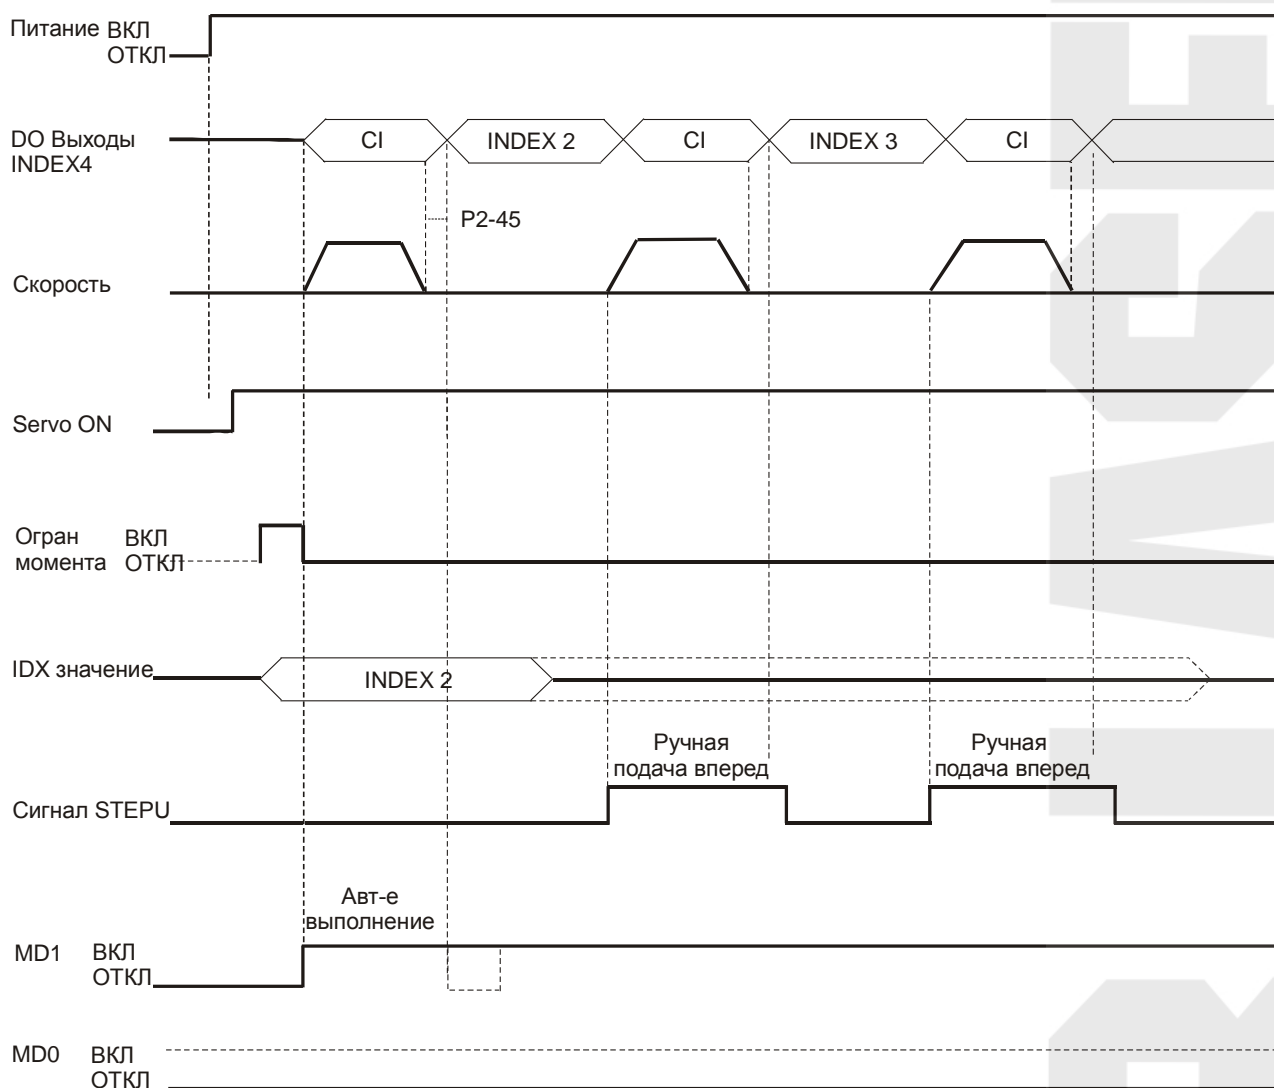 Питание ВКЛ
ОТКЛ
DO Выходы
INDEX4
CI
INDEX 2
CI
INDEX 3
CI
P2-45
Скорость
Servo ON
Огран ВКЛ
момента ОТКЛ
IDX значение
INDEX 2
Ручная
подача вперед
Ручная
подача вперед
Сигнал STEPU
Авт-е
выполнение
MD1 ВКЛ
ОТКЛ
MD0 ВКЛ
ОТКЛ